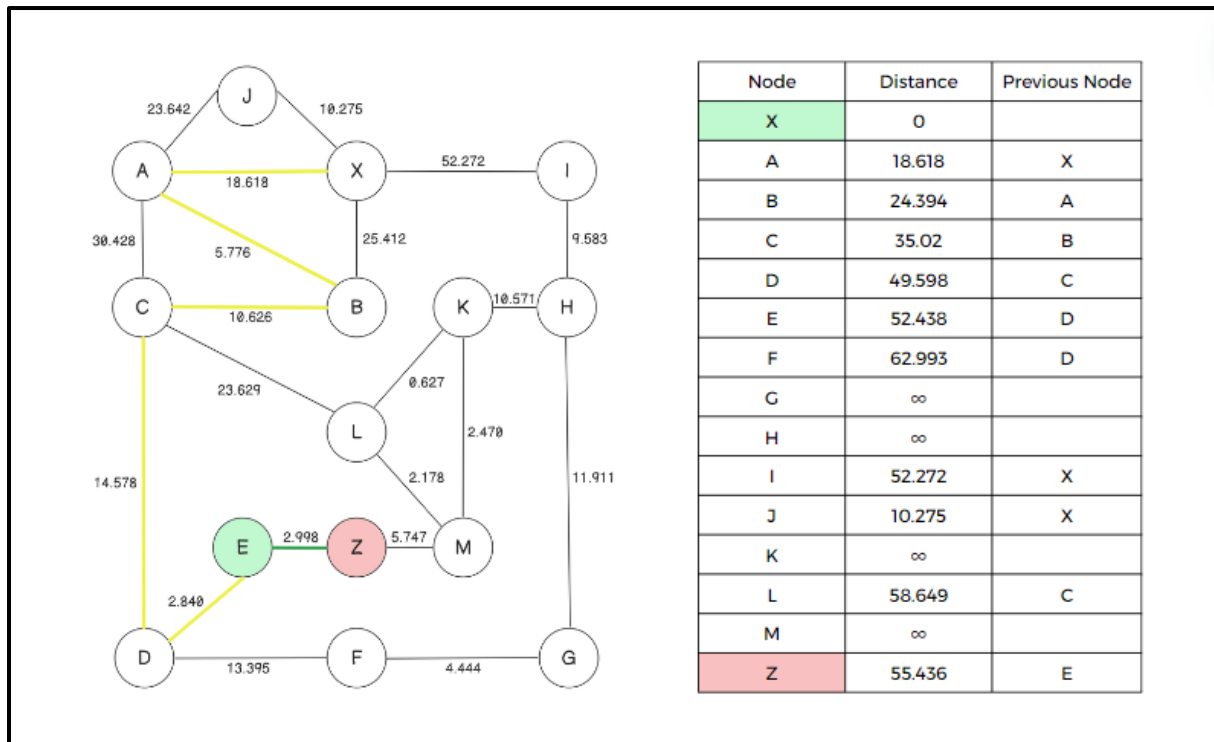 J
23.642
10.275
A
X
52.272
I
18.618
30.428
5.776
25.412
9.583
C
B
K
10.571
H
10.626
23.629
0.627
L
2.470
14.578
2.178
11.911
E
2.998
Z
5.747
M
2.840
D
13.395
F
4.444
G
Node Distance Previous Node
X 0
A 18.618 X
B 24.394 A
C 35.02 B
D 49.598 C
E 52.438 D
F 62.993 D
G ∞
H ∞
I 52.272 X
J 10.275 X
K ∞
L 58.649 C
M ∞
Z 55.436 E